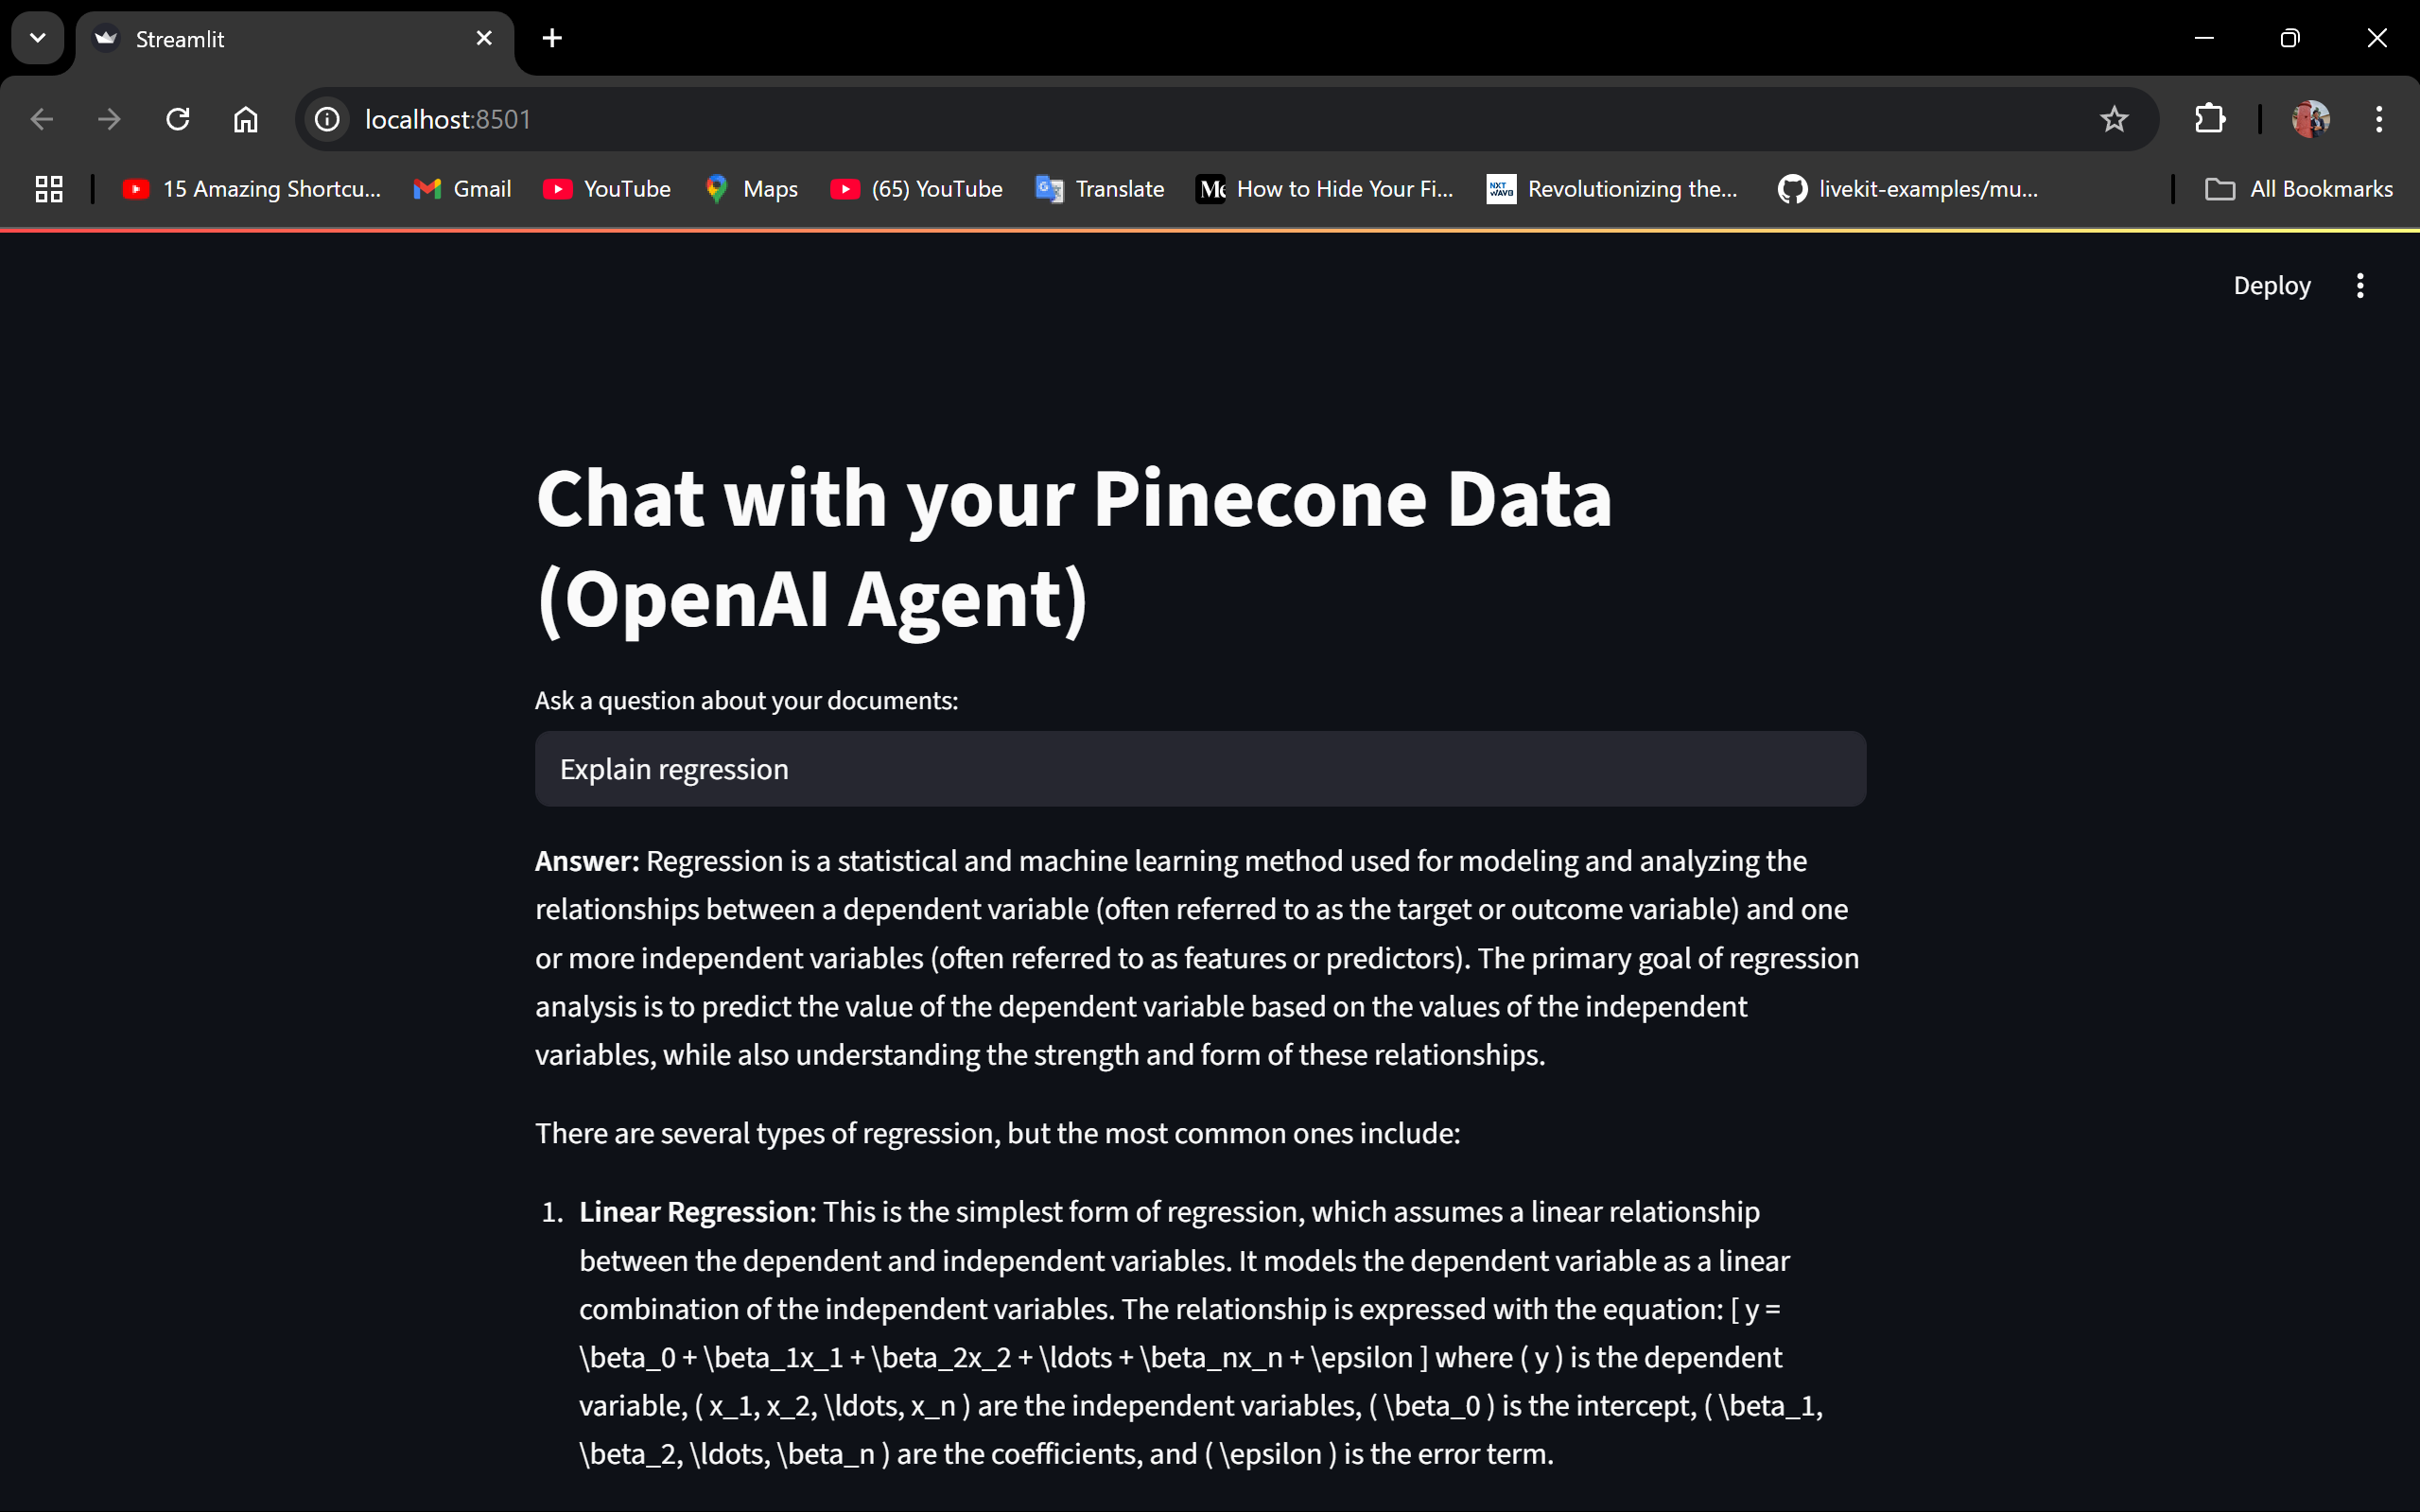 Streamlit
localhost:8501
15 Amazing Shortcu... Gmail YouTube Maps (65) YouTube Translate How to Hide Your Fi... Revolutionizing the... livekit-examples/mu... All Bookmarks
Deploy
Chat with your Pinecone Data
(OpenAI Agent)
Ask a question about your documents:
Explain regression
Answer: Regression is a statistical and machine learning method used for modeling and analyzing the
relationships between a dependent variable (often referred to as the target or outcome variable) and one
or more independent variables (often referred to as features or predictors). The primary goal of regression
analysis is to predict the value of the dependent variable based on the values of the independent
variables, while also understanding the strength and form of these relationships.
There are several types of regression, but the most common ones include:
1. Linear Regression: This is the simplest form of regression, which assumes a linear relationship
between the dependent and independent variables. It models the dependent variable as a linear
combination of the independent variables. The relationship is expressed with the equation: [ y =
\beta_0 + \beta_1x_1 + \beta_2x_2 + \ldots + \beta_nx_n + \epsilon ] where ( y ) is the dependent
variable, ( x_1, x_2, \ldots, x_n ) are the independent variables, ( \beta_0 ) is the intercept, ( \beta_1,
\beta_2, \ldots, \beta_n ) are the coefficients, and ( \epsilon ) is the error term.